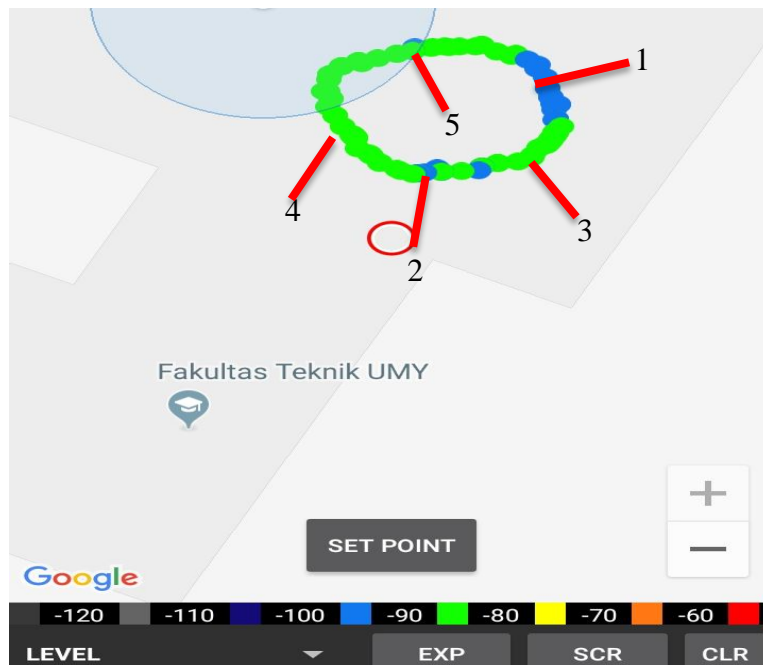 1
5
4
3
2
Fakultas Teknik UMY
+
SET POINT
−
Google
-120 -110 -100 -90 -80 -70 -60
LEVEL EXP SCR CLR